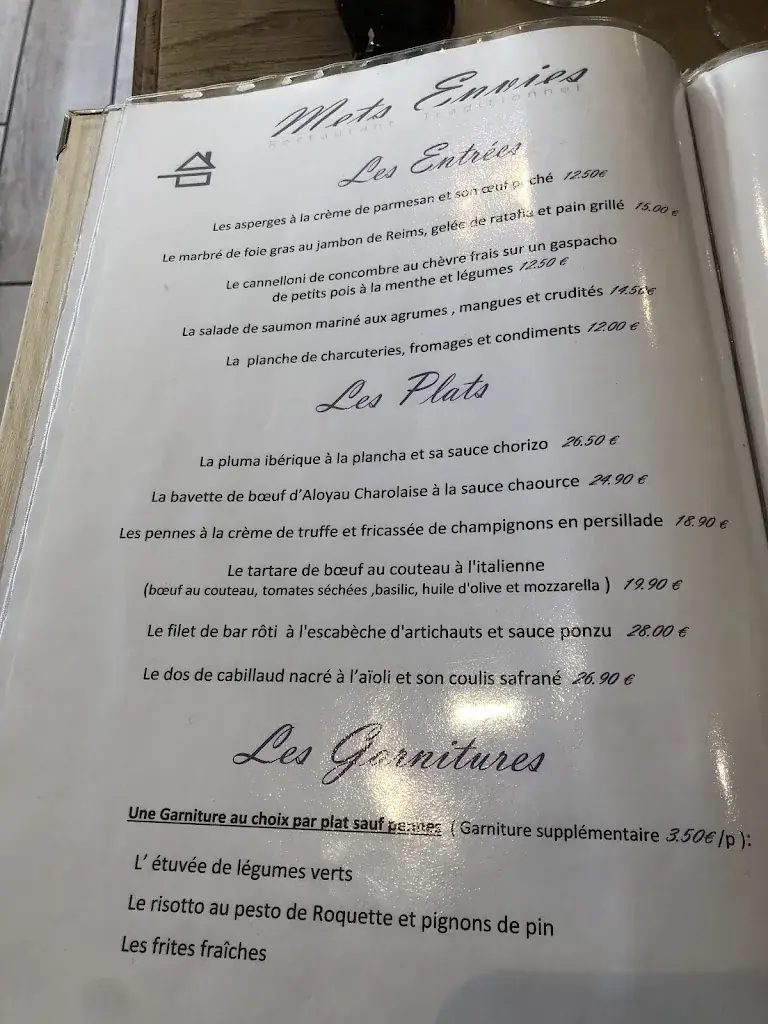 Mets Envies
Restaurant Traditionnel
Les Entrées
Les asperges à la crème de parmesan et son œuf poché 12.50€
Le marbré de foie gras au jambon de Reims, gelée de ratafia et pain grillé 15.00 €
Le cannelloni de concombre au chèvre frais sur un gaspacho
de petits pois à la menthe et légumes 12.50 €
La salade de saumon mariné aux agrumes , mangues et crudités 14.50€
La planche de charcuteries, fromages et condiments 12.00 €
Les Plats
La pluma ibérique à la plancha et sa sauce chorizo 26.50 €
La bavette de bœuf d'Aloyau Charolaise à la sauce chaource 24.90 €
Les pennes à la crème de truffe et fricassée de champignons en persillade 18.90 €
Le tartare de bœuf au couteau à l'italienne
(bœuf au couteau, tomates séchées ,basilic, huile d'olive et mozzarella ) 19.90 €
Le filet de bar rôti à l'escabèche d'artichauts et sauce ponzu 28.00 €
Le dos de cabillaud nacré à l'aïoli et son coulis safrané 26.90 €
Les Garnitures
Une Garniture au choix par plat sauf pennes ( Garniture supplémentaire 3.50€/p ):
L' étuvée de légumes verts
Le risotto au pesto de Roquette et pignons de pin
Les frites fraîches